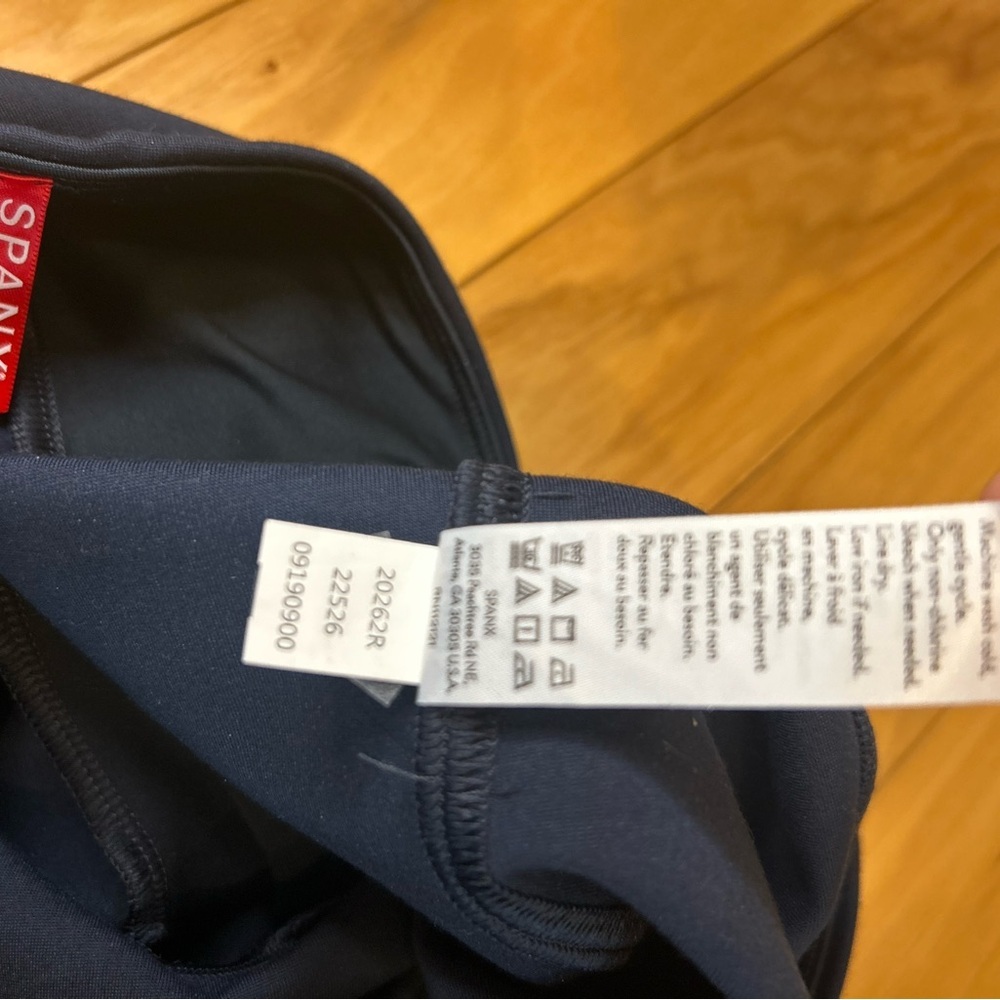 SPANX
20262R
22526
09190900
SPANX
3035 Peachtree Rd NE,
Atlanta, GA 30305 U.S.A.
Machine wash cold,
gentle cycle.
Only non-chlorine
bleach when needed.
Line dry.
Low iron if needed.
Laver à froid
en machine,
cycle délicat.
Utiliser seulement
un agent de
blanchiment non
chloré au besoin.
Étendre.
Repasser au fer
doux au besoin.